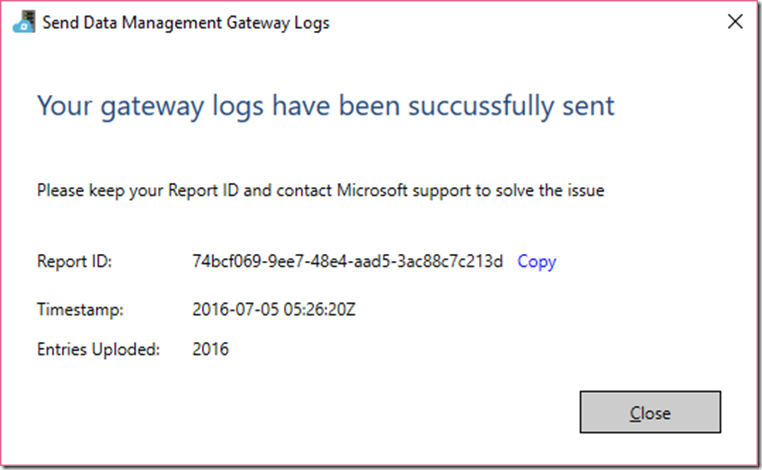 Send Data Management Gateway Logs
Your gateway logs have been succussfully sent
Please keep your Report ID and contact Microsoft support to solve the issue
Report ID: 74bcf069-9ee7-48e4-aad5-3ac88c7c213d Copy
Timestamp: 2016-07-05 05:26:20Z
Entries Uploded: 2016
Close